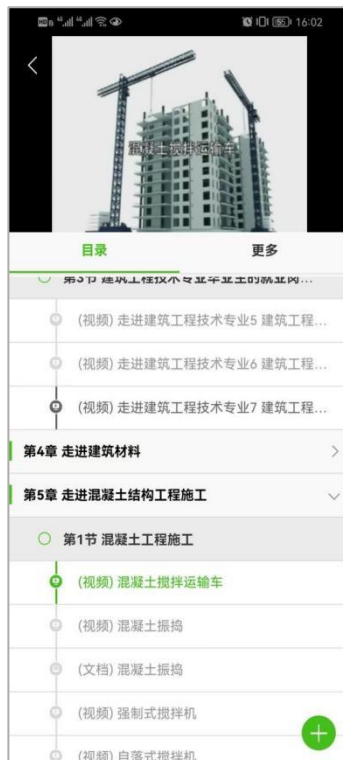 16:02
混凝土搅拌运输车
目录
更多
第3节 建筑工程技术专业毕业生的就业岗...
(视频) 走进建筑工程技术专业5 建筑工程...
(视频) 走进建筑工程技术专业6 建筑工程...
(视频) 走进建筑工程技术专业7 建筑工程...
第4章 走进建筑材料
第5章 走进混凝土结构工程施工
第1节 混凝土工程施工
(视频) 混凝土搅拌运输车
(视频) 混凝土振捣
(文档) 混凝土振捣
(视频) 强制式搅拌机
(视频) 自落式搅拌机